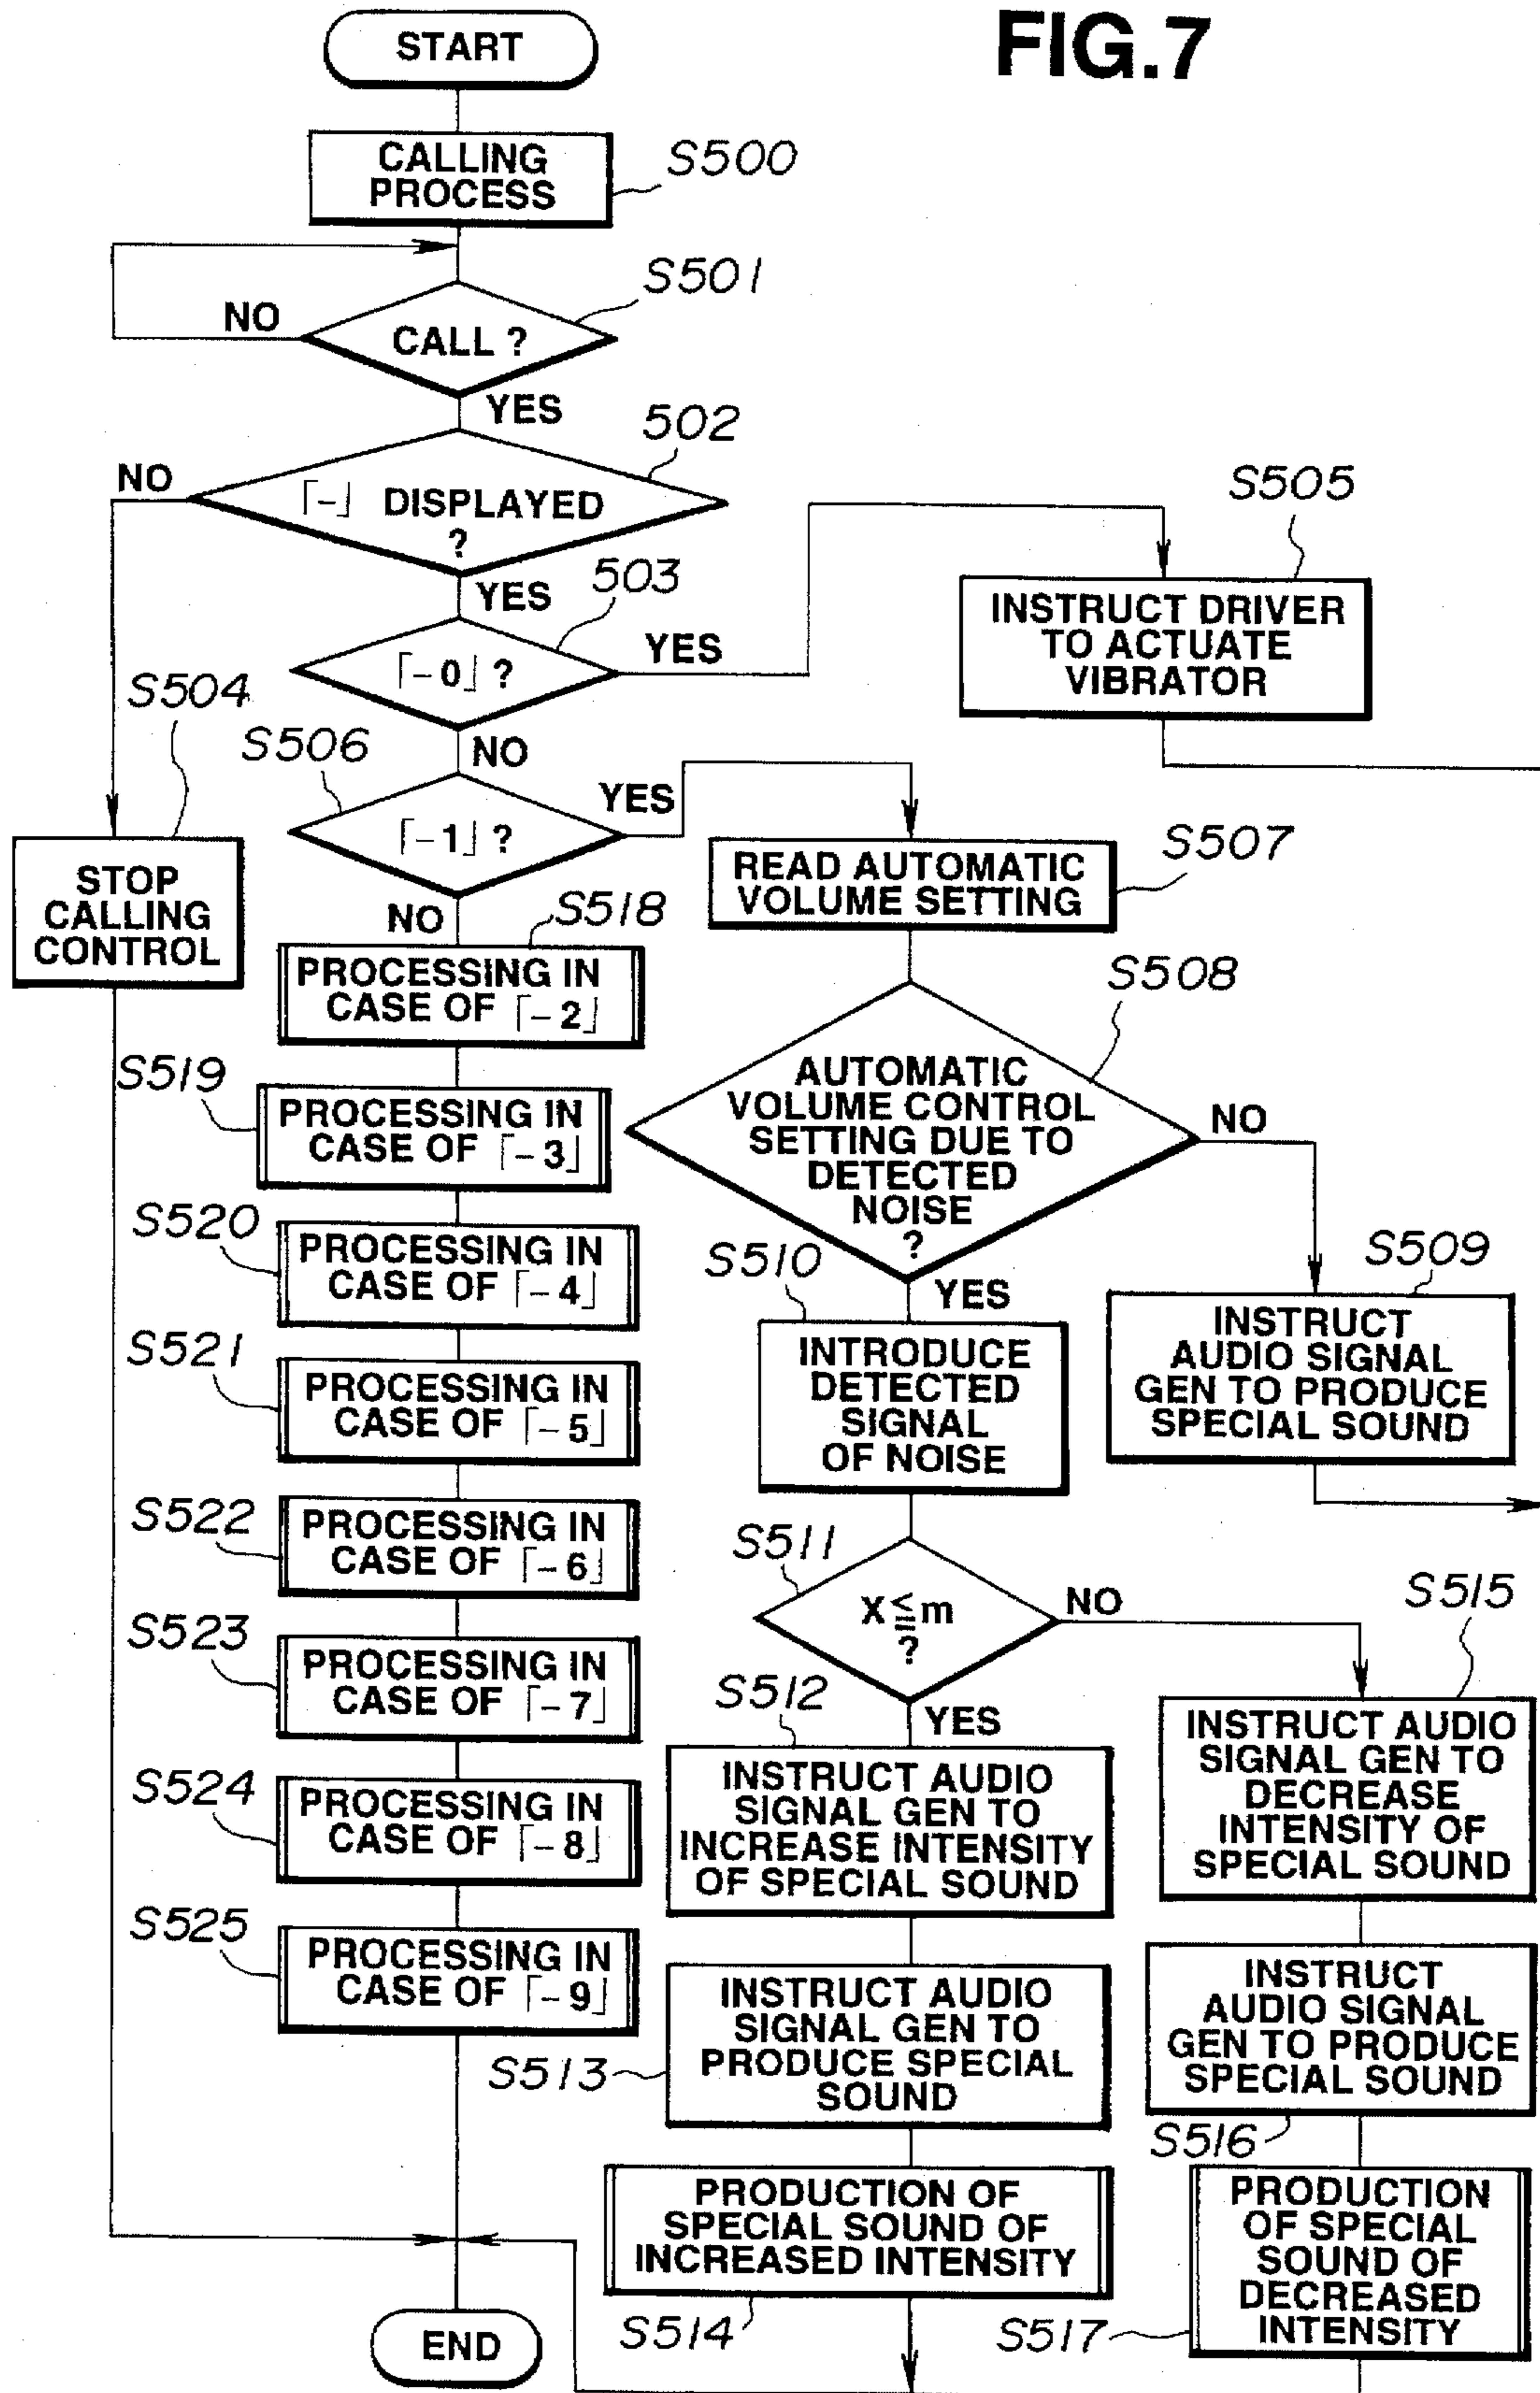 FIG.7
START
CALLING
PROCESS
S500
S501
NO
CALL ?
YES
502
NO
⌈-⌋ DISPLAYED
?
YES
503
⌈-0⌋ ?
YES
S505
INSTRUCT DRIVER
TO ACTUATE
VIBRATOR
S504
STOP
CALLING
CONTROL
NO
S506
⌈-1⌋ ?
YES
S507
READ AUTOMATIC
VOLUME SETTING
NO
S518
PROCESSING IN
CASE OF ⌈-2⌋
S519
PROCESSING IN
CASE OF ⌈-3⌋
S520
PROCESSING IN
CASE OF ⌈-4⌋
S521
PROCESSING IN
CASE OF ⌈-5⌋
S522
PROCESSING IN
CASE OF ⌈-6⌋
S523
PROCESSING IN
CASE OF ⌈-7⌋
S524
PROCESSING IN
CASE OF ⌈-8⌋
S525
PROCESSING IN
CASE OF ⌈-9⌋
END
S508
AUTOMATIC
VOLUME CONTROL
SETTING DUE TO
DETECTED
NOISE
?
NO
S509
INSTRUCT
AUDIO SIGNAL
GEN TO PRODUCE
SPECIAL SOUND
YES
S510
INTRODUCE
DETECTED
SIGNAL
OF NOISE
S511
X≦m
?
NO
YES
S512
INSTRUCT AUDIO
SIGNAL GEN TO
INCREASE INTENSITY
OF SPECIAL SOUND
S513
INSTRUCT AUDIO
SIGNAL GEN TO
PRODUCE SPECIAL
SOUND
PRODUCTION OF
SPECIAL SOUND OF
INCREASED INTENSITY
S514
S515
INSTRUCT AUDIO
SIGNAL GEN TO
DECREASE
INTENSITY OF
SPECIAL SOUND
INSTRUCT
AUDIO SIGNAL
GEN TO PRODUCE
SPECIAL SOUND
S516
PRODUCTION
OF SPECIAL
SOUND OF
DECREASED
INTENSITY
S517